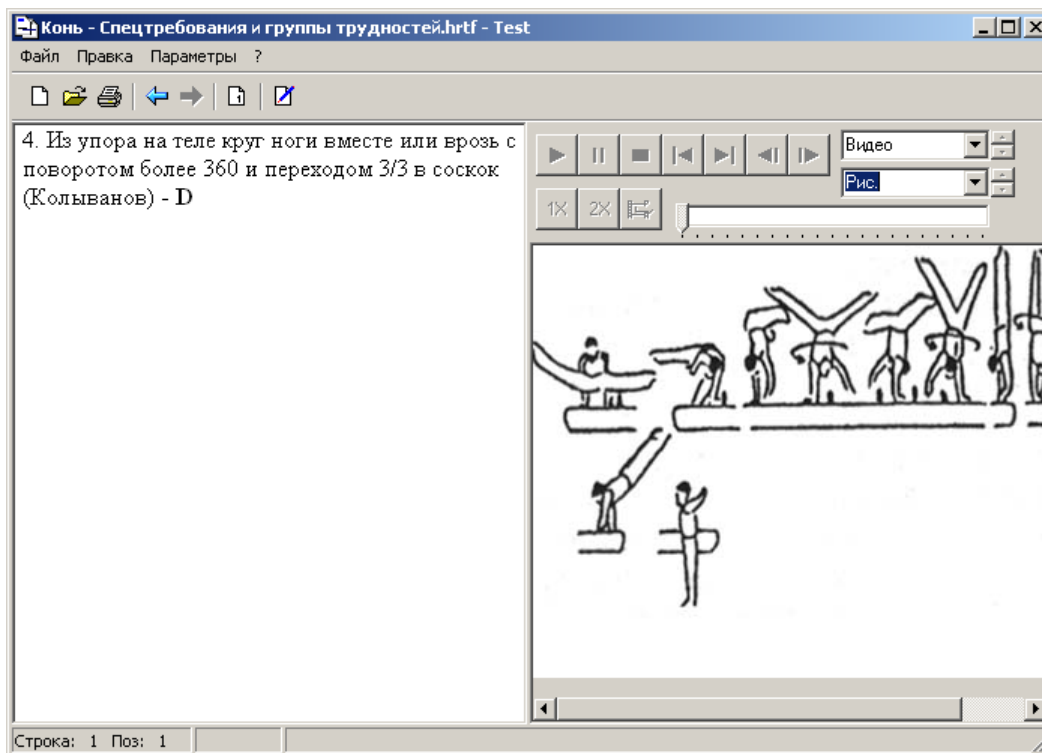 Конь - Спецтребования и группы трудностей.hrtf - Test
Файл Правка Параметры ?
4. Из упора на теле круг ноги вместе или врозь с
поворотом более 360 и переходом 3/3 в соскок
(Колыванов) - D
Видео
Рис.
1X 2X
Строка: 1 Поз: 1